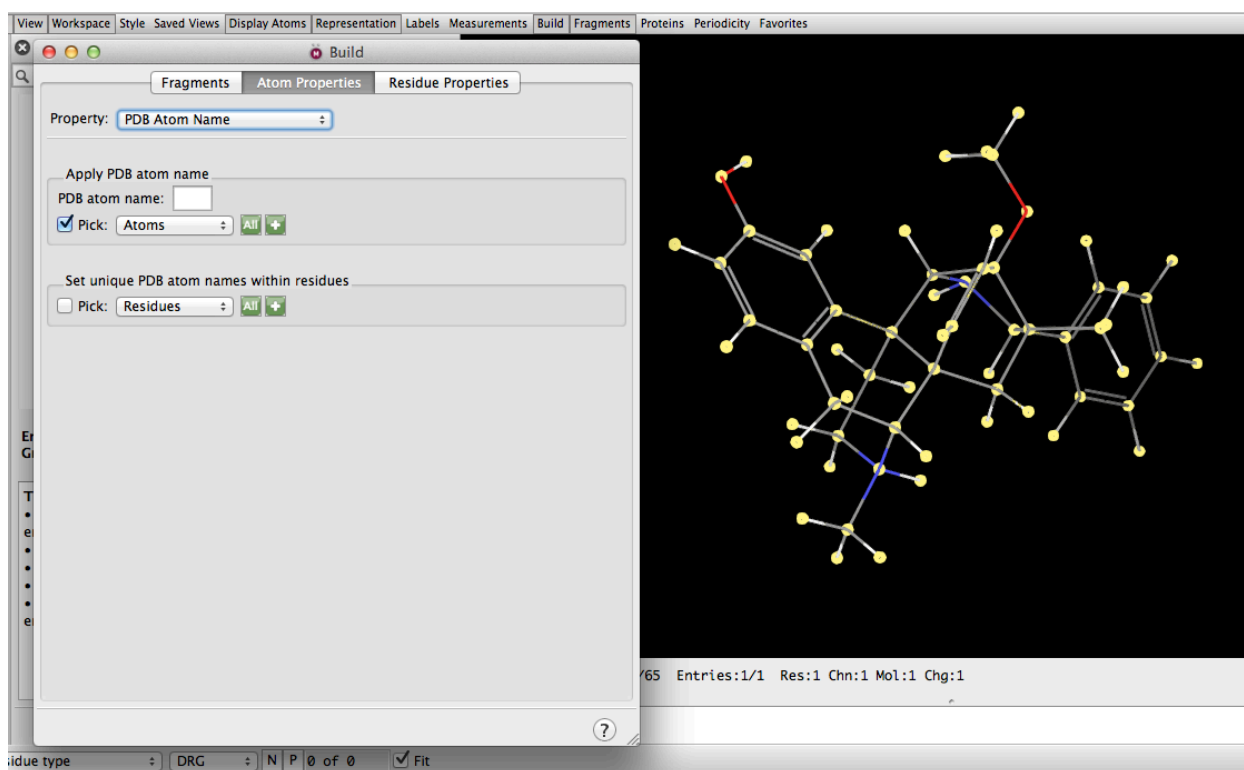 View Workspace Style Saved Views Display Atoms Representation Labels Measurements Build Fragments Proteins Periodicity Favorites
Build
Fragments Atom Properties Residue Properties
Property: PDB Atom Name
Apply PDB atom name
PDB atom name:
Pick: Atoms All +
Set unique PDB atom names within residues
Pick: Residues All +
/65 Entries:1/1 Res:1 Chn:1 Mol:1 Chg:1
?
idue type DRG N P 0 of 0 Fit